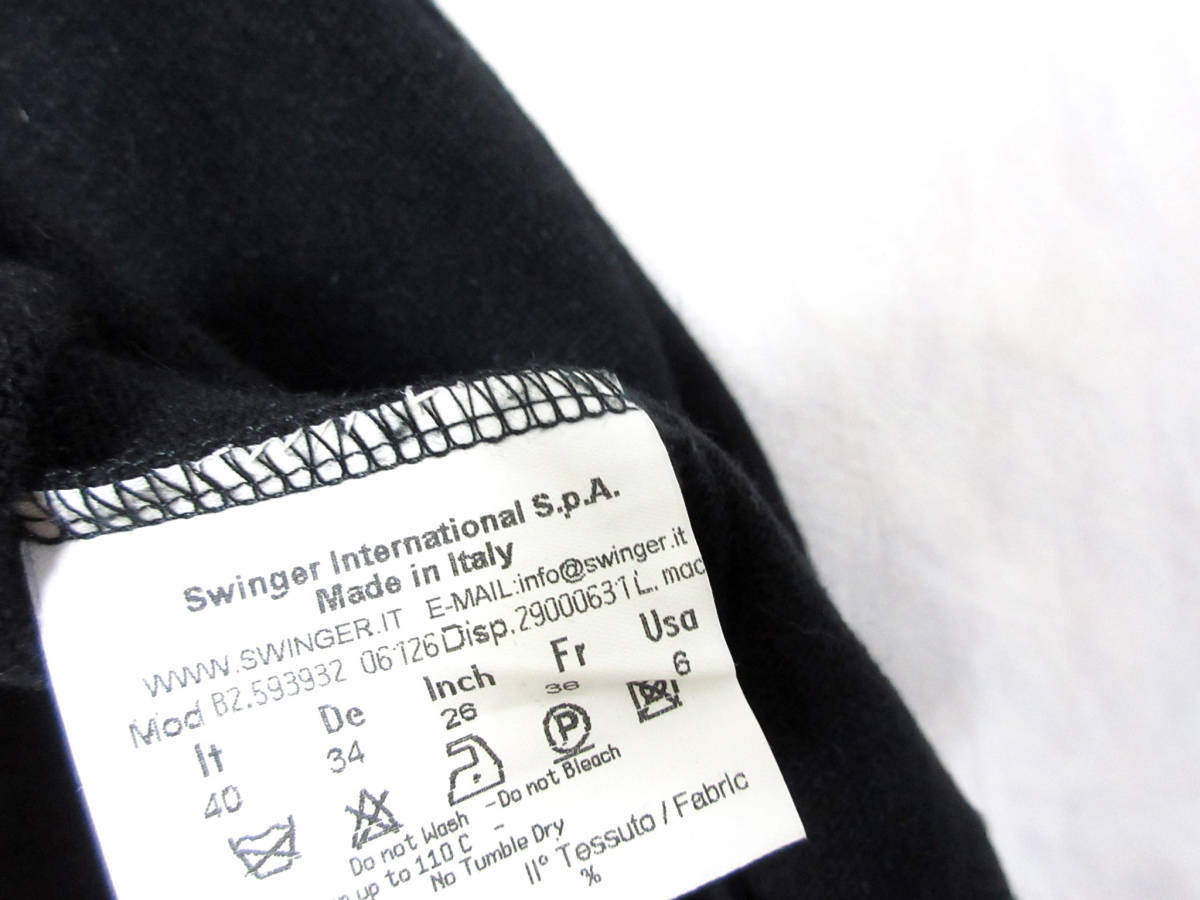 Swinger International S.p.A.
Made in Italy
WWW.SWINGER.IT E-MAIL:info@swinger.it
Mod B2.593932 06126 Disp.29000631 L. mac
It De Inch Fr Usa
40 34 26 36 6
P
Do not Wash - Do not Bleach
up to 110 C - No Tumble Dry
11° Tessuto / Fabric
%